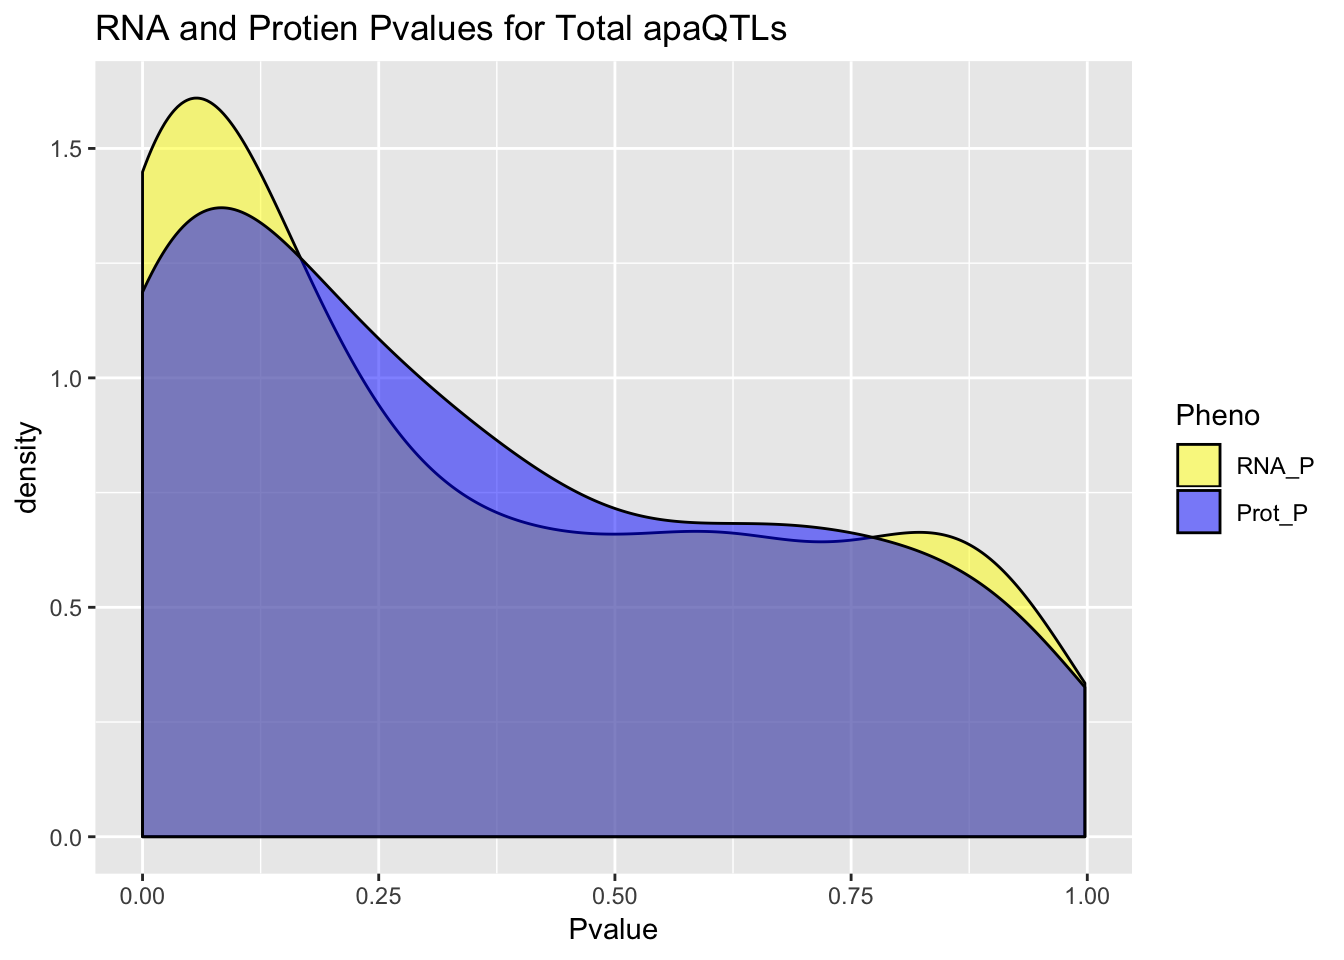 RNA and Protien Pvalues for Total apaQTLs
1.5
1.0
0.5
0.0
density
0.00 0.25 0.50 0.75 1.00
Pvalue
Pheno
RNA_P
Prot_P